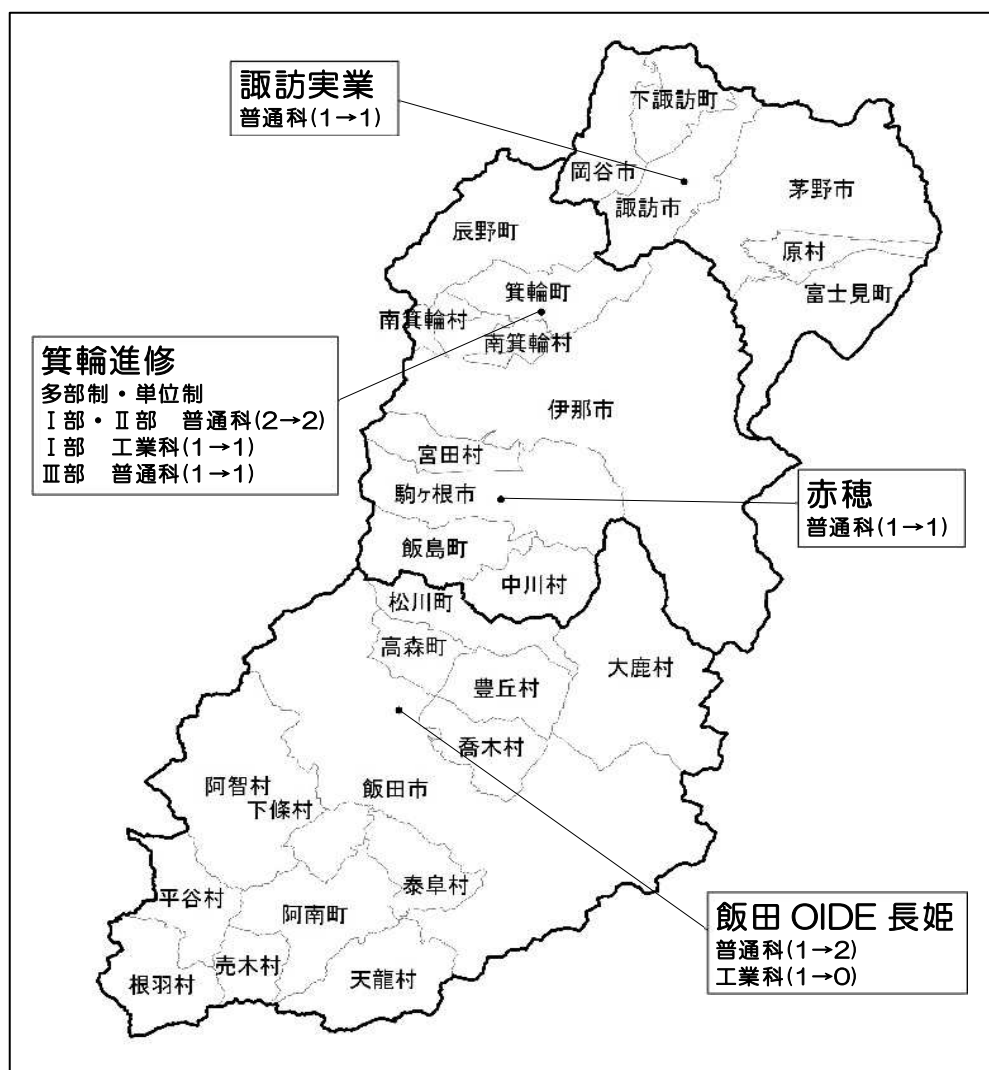 諏訪実業
普通科(1→1)
下諏訪町
岡谷市
諏訪市
茅野市
原村
富士見町
辰野町
箕輪町
南箕輪村
南箕輪村
箕輪進修
多部制・単位制
Ⅰ部・Ⅱ部 普通科(2→2)
Ⅰ部 工業科(1→1)
Ⅲ部 普通科(1→1)
伊那市
宮田村
駒ヶ根市
赤穂
普通科(1→1)
飯島町
中川村
松川町
高森町
豊丘村
大鹿村
喬木村
阿智村
下條村
飯田市
平谷村
阿南町
泰阜村
売木村
根羽村
天龍村
飯田 OIDE 長姫
普通科(1→2)
工業科(1→0)